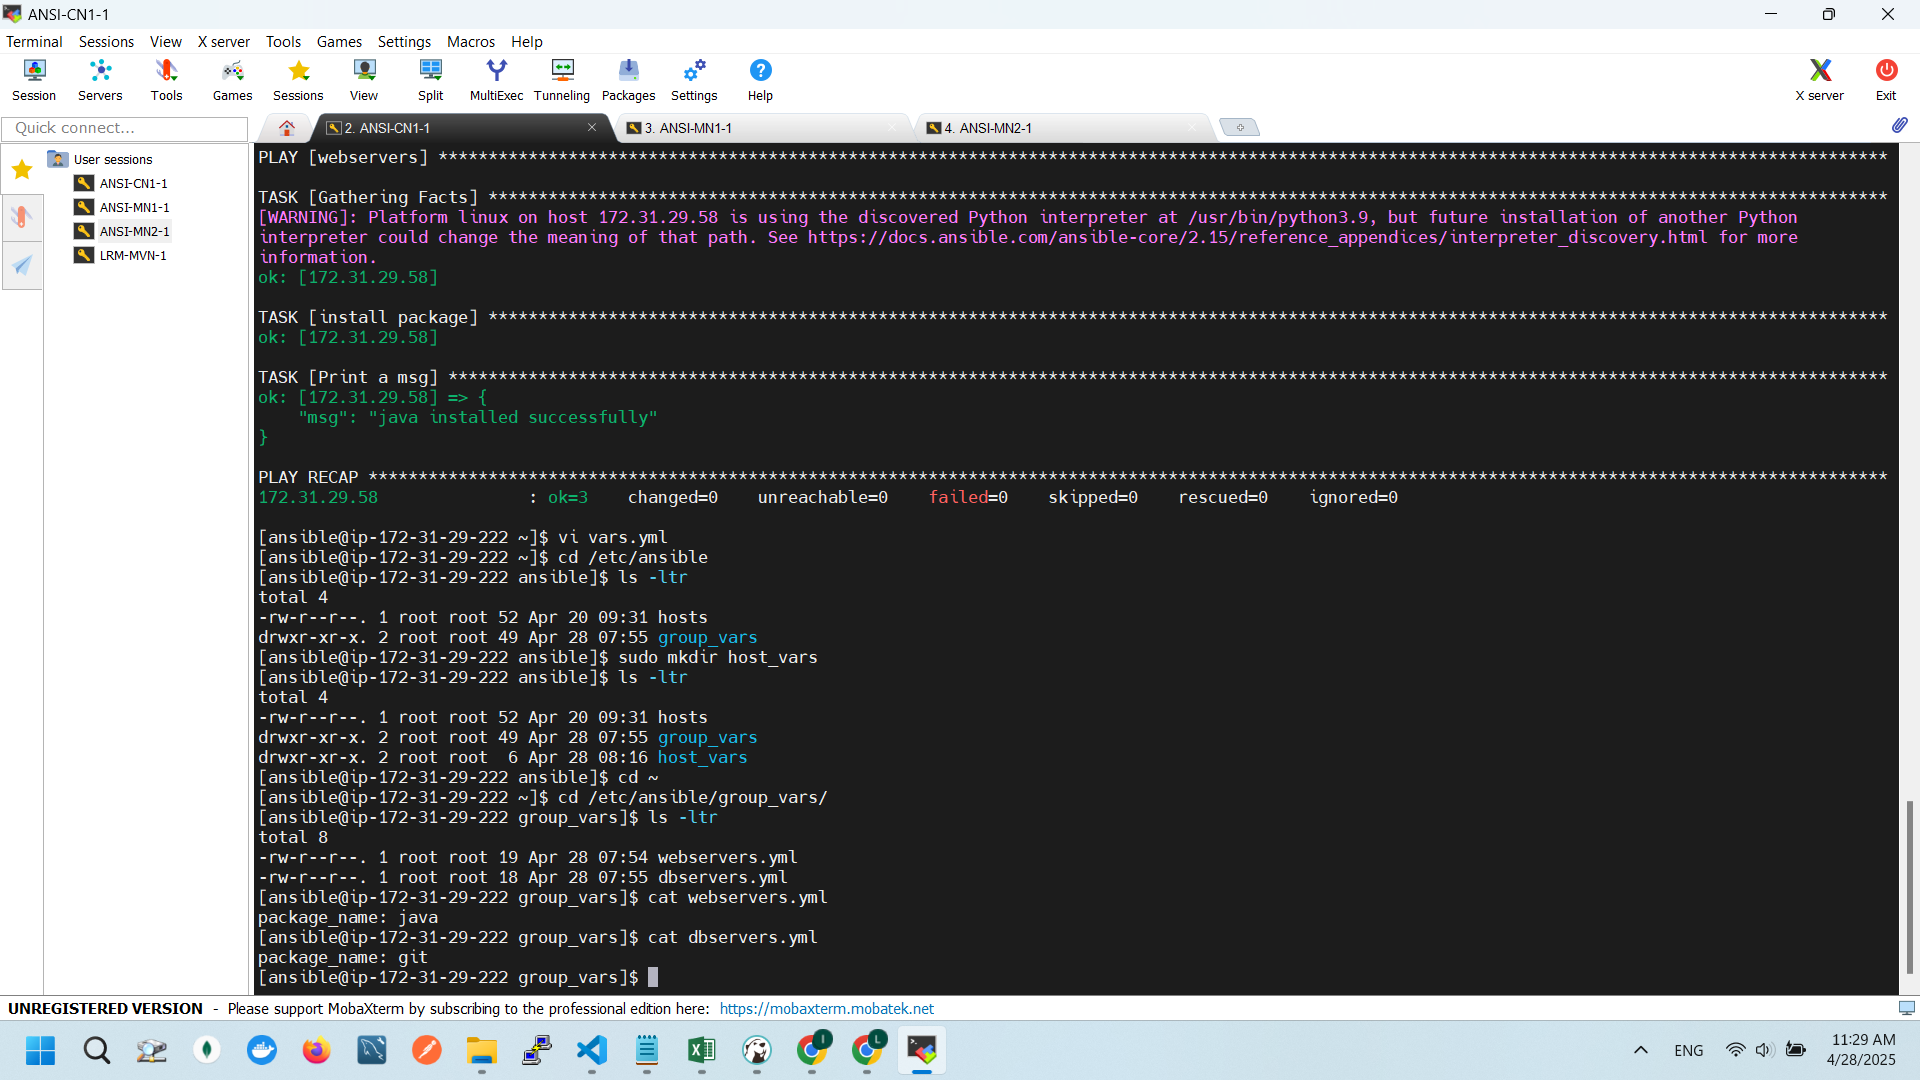 ANSI-CN1-1
Terminal Sessions View X server Tools Games Settings Macros Help
Session Servers Tools Games Sessions View Split MultiExec Tunneling Packages Settings Help X server Exit
Quick connect... 2. ANSI-CN1-1 3. ANSI-MN1-1 4. ANSI-MN2-1
User sessions
ANSI-CN1-1
ANSI-MN1-1
ANSI-MN2-1
LRM-MVN-1
PLAY [webservers] *************************************************************************************************************************************************
TASK [Gathering Facts] ********************************************************************************************************************************************
[WARNING]: Platform linux on host 172.31.29.58 is using the discovered Python interpreter at /usr/bin/python3.9, but future installation of another Python
interpreter could change the meaning of that path. See https://docs.ansible.com/ansible-core/2.15/reference_appendices/interpreter_discovery.html for more
information.
ok: [172.31.29.58]
TASK [install package] ********************************************************************************************************************************************
ok: [172.31.29.58]
TASK [Print a msg] ************************************************************************************************************************************************
ok: [172.31.29.58] => {
    "msg": "java installed successfully"
}
PLAY RECAP ********************************************************************************************************************************************************
172.31.29.58               : ok=3    changed=0    unreachable=0    failed=0    skipped=0    rescued=0    ignored=0
[ansible@ip-172-31-29-222 ~]$ vi vars.yml
[ansible@ip-172-31-29-222 ~]$ cd /etc/ansible
[ansible@ip-172-31-29-222 ansible]$ ls -ltr
total 4
-rw-r--r--. 1 root root 52 Apr 20 09:31 hosts
drwxr-xr-x. 2 root root 49 Apr 28 07:55 group_vars
[ansible@ip-172-31-29-222 ansible]$ sudo mkdir host_vars
[ansible@ip-172-31-29-222 ansible]$ ls -ltr
total 4
-rw-r--r--. 1 root root 52 Apr 20 09:31 hosts
drwxr-xr-x. 2 root root 49 Apr 28 07:55 group_vars
drwxr-xr-x. 2 root root  6 Apr 28 08:16 host_vars
[ansible@ip-172-31-29-222 ansible]$ cd ~
[ansible@ip-172-31-29-222 ~]$ cd /etc/ansible/group_vars/
[ansible@ip-172-31-29-222 group_vars]$ ls -ltr
total 8
-rw-r--r--. 1 root root 19 Apr 28 07:54 webservers.yml
-rw-r--r--. 1 root root 18 Apr 28 07:55 dbservers.yml
[ansible@ip-172-31-29-222 group_vars]$ cat webservers.yml
package_name: java
[ansible@ip-172-31-29-222 group_vars]$ cat dbservers.yml
package_name: git
[ansible@ip-172-31-29-222 group_vars]$
UNREGISTERED VERSION - Please support MobaXterm by subscribing to the professional edition here: https://mobaxterm.mobatek.net
I L ENG 11:29 AM
4/28/2025